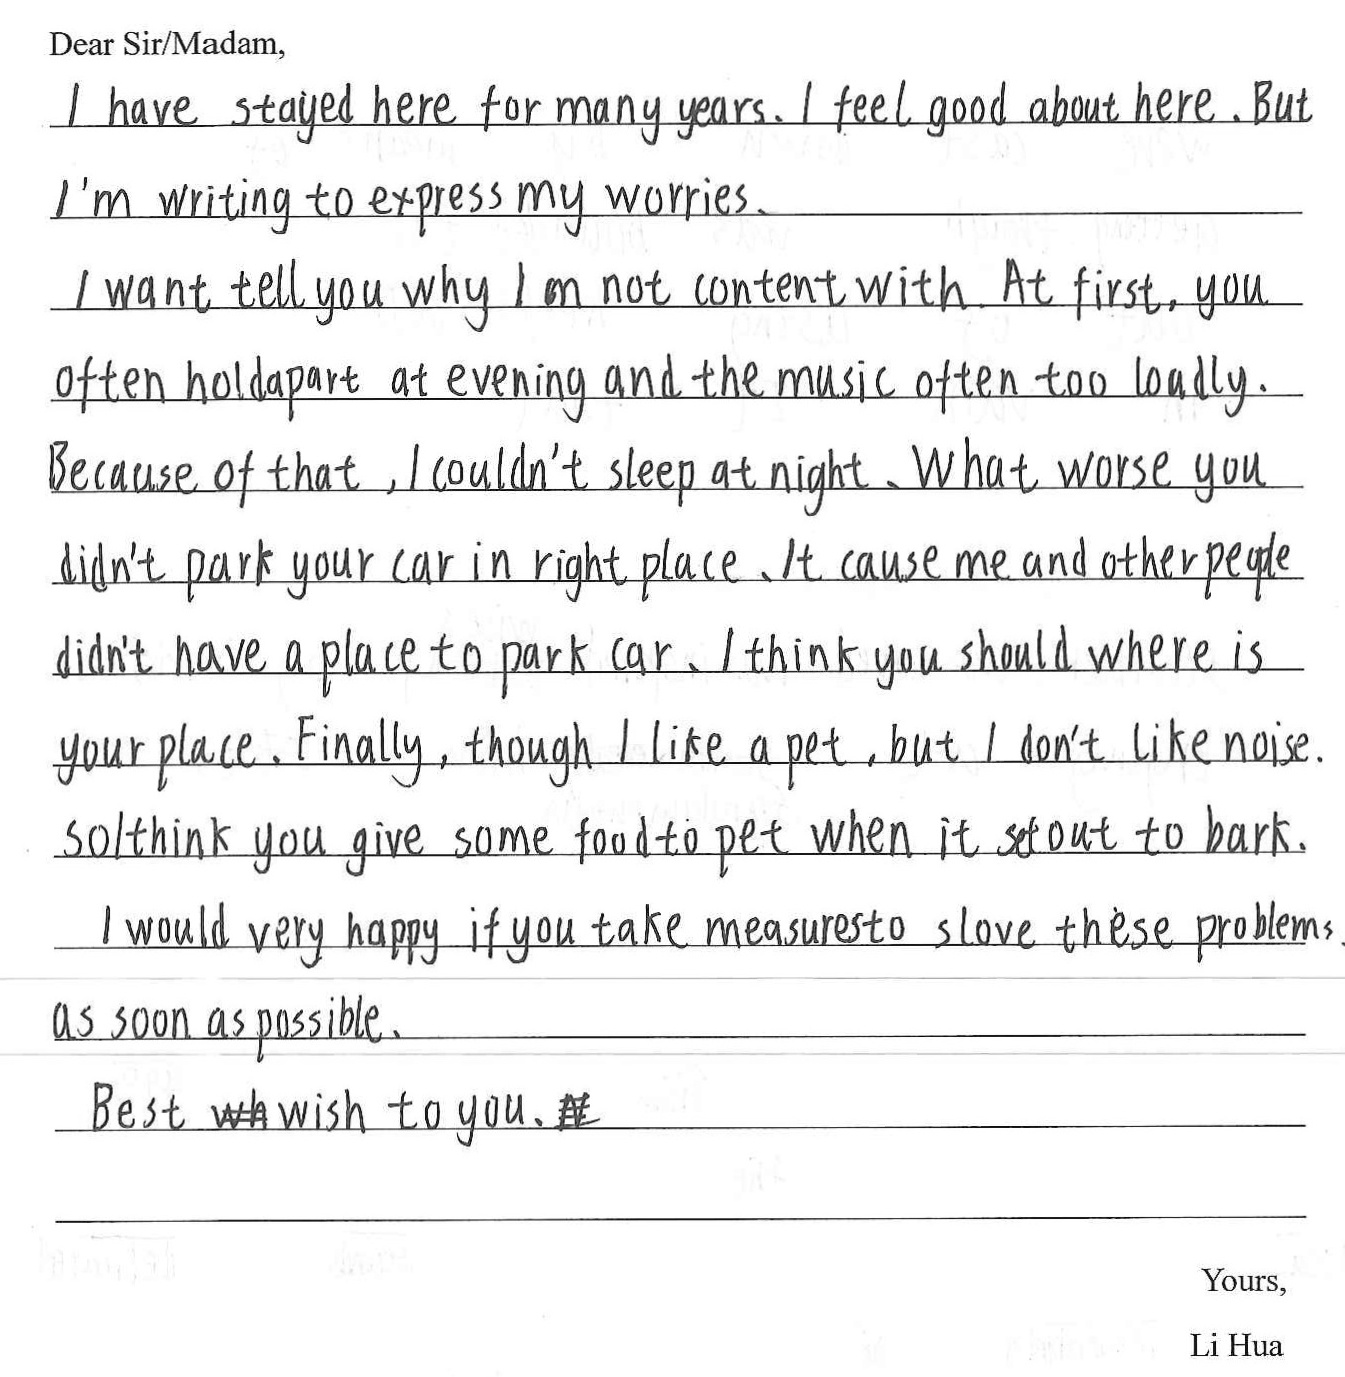 Dear Sir/Madam,
I have stayed here for many years. I feel good about here. But
I'm writing to express my worries.
I want tell you why I am not content with. At first, you
often holdapart at evening and the music often too loadly.
Because of that, I couldn't sleep at night. What worse you
didn't park your car in right place. It cause me and other people
didn't have a place to park car. I think you should where is
your place. Finally, though I like a pet, but I don't like noise.
so I think you give some food to pet when it set out to bark.
I would very happy if you take measures to slove these problems.
as soon as possible.
Best wish to you.
Yours,
Li Hua